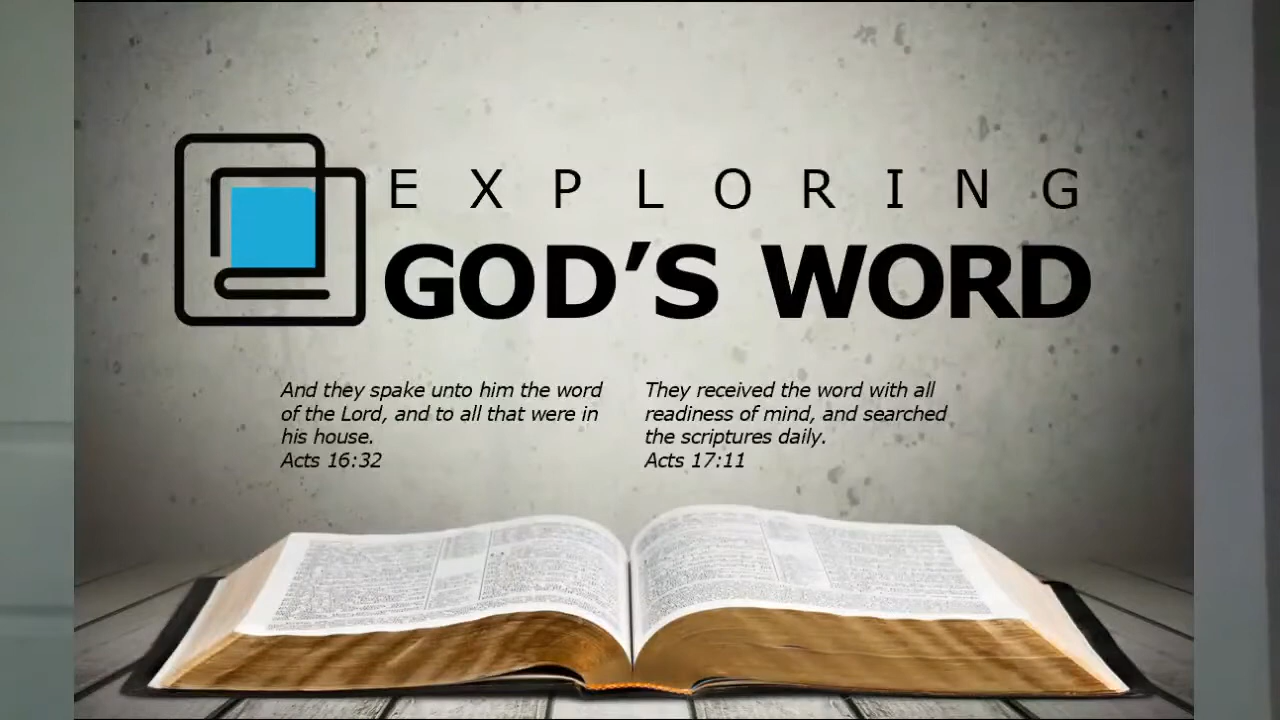 EXPLORING
GOD'S WORD
And they spake unto him the word
of the Lord, and to all that were in
his house.
Acts 16:32
They received the word with all
readiness of mind, and searched
the scriptures daily.
Acts 17:11